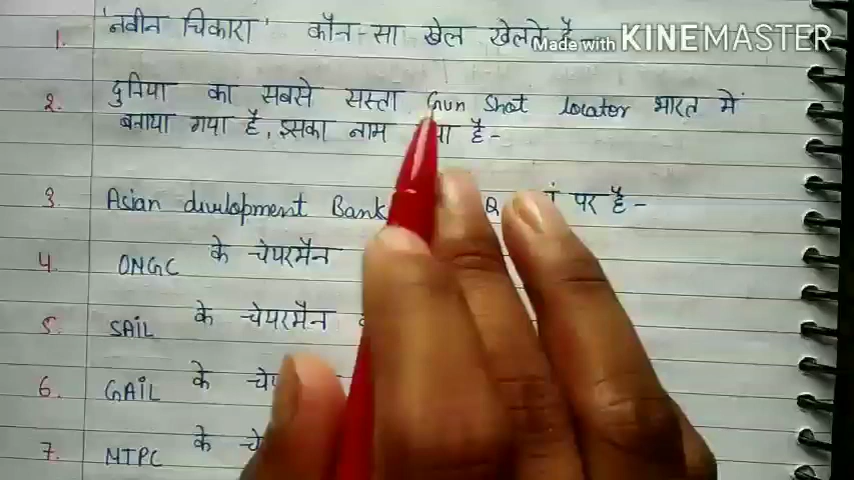 1. 'नवीन चिकारा' कौन-सा खेल खेलते है
Made with KINEMASTER
2. दुनिया का सबसे सस्ता Gun Shot locator भारत में
बनाया गया है, इसका नाम है-
3. Asian development Bank पर है-
4. ONGC के चेयरमैन
5. SAiL के चेयरमैन
6. GAiL के
7. NTPC के